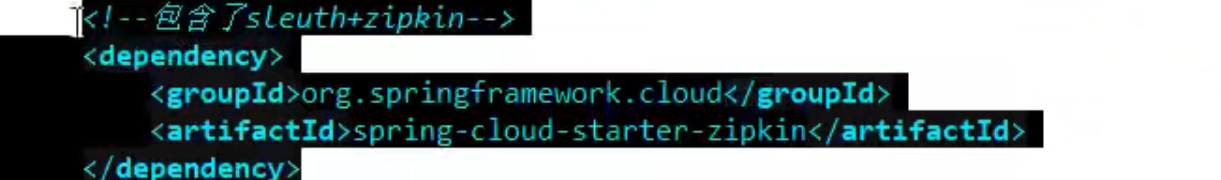 <!--包含了sleuth+zipkin-->
<dependency>
<groupId>org.springframework.cloud</groupId>
<artifactId>spring-cloud-starter-zipkin</artifactId>
</dependency>